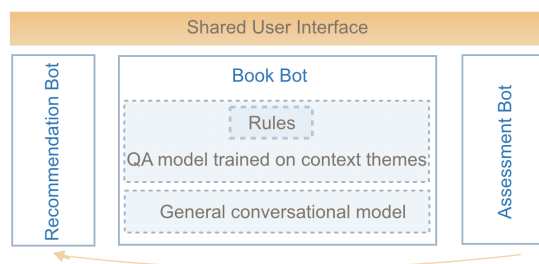 Shared User Interface
Recommendation Bot
Book Bot
Rules
QA model trained on context themes
General conversational model
Assessment Bot